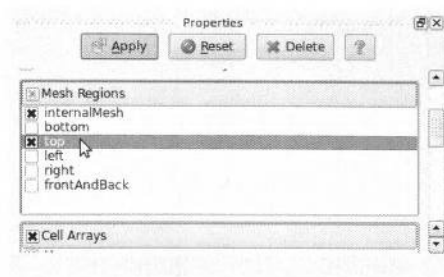 Properties
Apply Reset Delete ?
Mesh Regions
internalMesh
bottom
top
left
right
frontAndBack
Cell Arrays